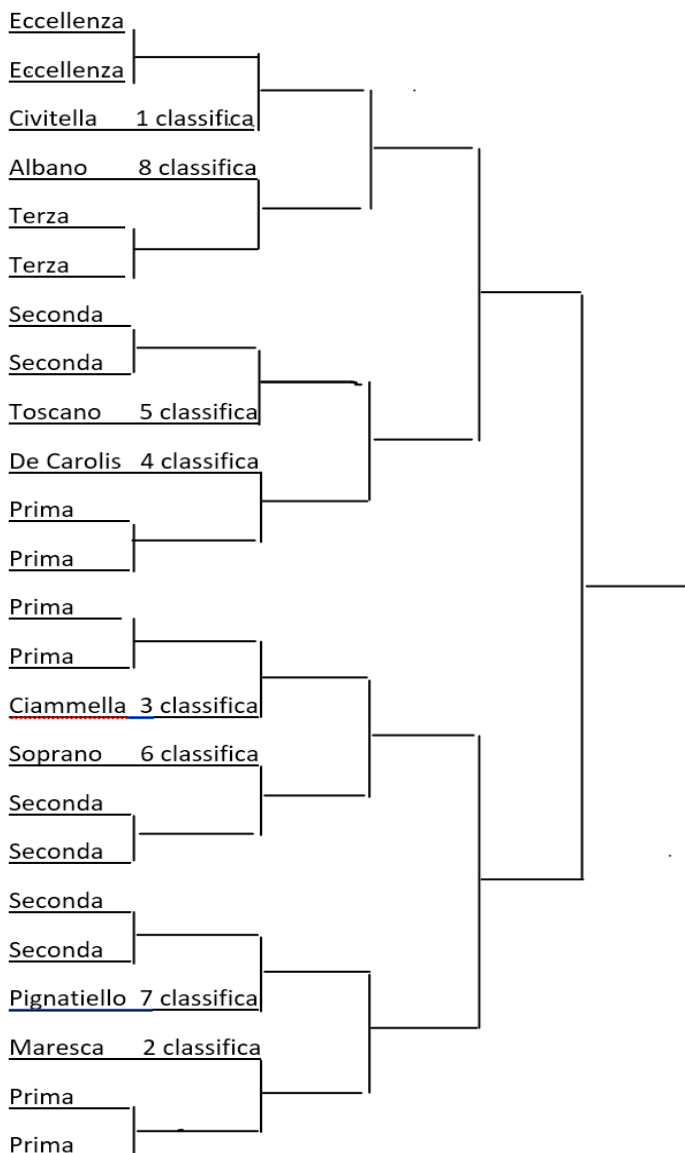 Eccellenza
Eccellenza
Civitella 1 classifica
Albano 8 classifica
Terza
Terza
Seconda
Seconda
Toscano 5 classifica
De Carolis 4 classifica
Prima
Prima
Prima
Prima
Ciammella 3 classifica
Soprano 6 classifica
Seconda
Seconda
Seconda
Seconda
Pignatiello 7 classifica
Maresca 2 classifica
Prima
Prima